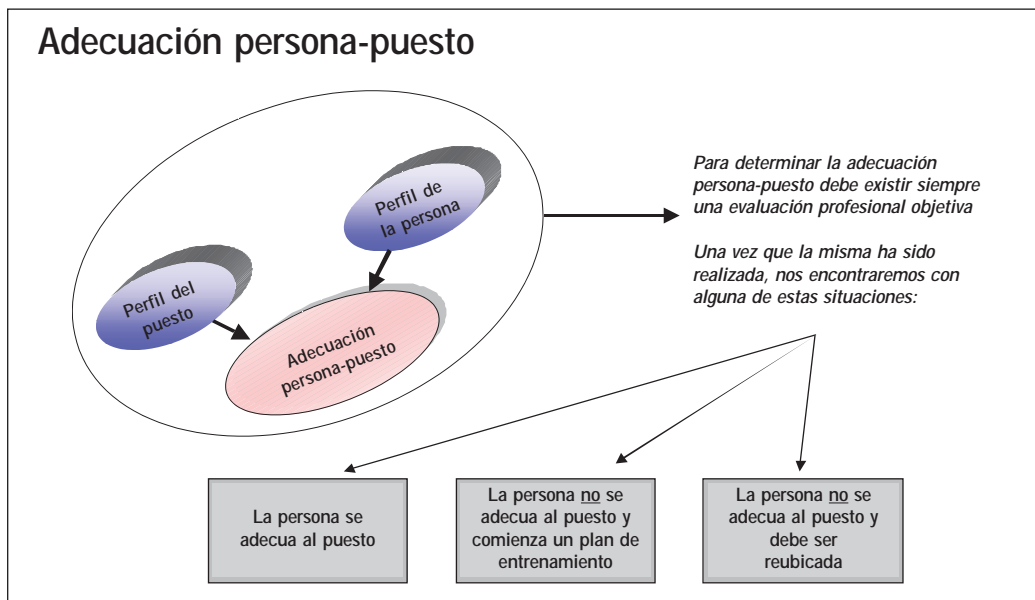 Adecuación persona-puesto
Perfil de
la persona
Perfil del
puesto
Adecuación
persona-puesto
Para determinar la adecuación
persona-puesto debe existir siempre
una evaluación profesional objetiva
Una vez que la misma ha sido
realizada, nos encontraremos con
alguna de estas situaciones:
La persona se
adecua al puesto
La persona no se
adecua al puesto y
comienza un plan de
entrenamiento
La persona no se
adecua al puesto y
debe ser
reubicada